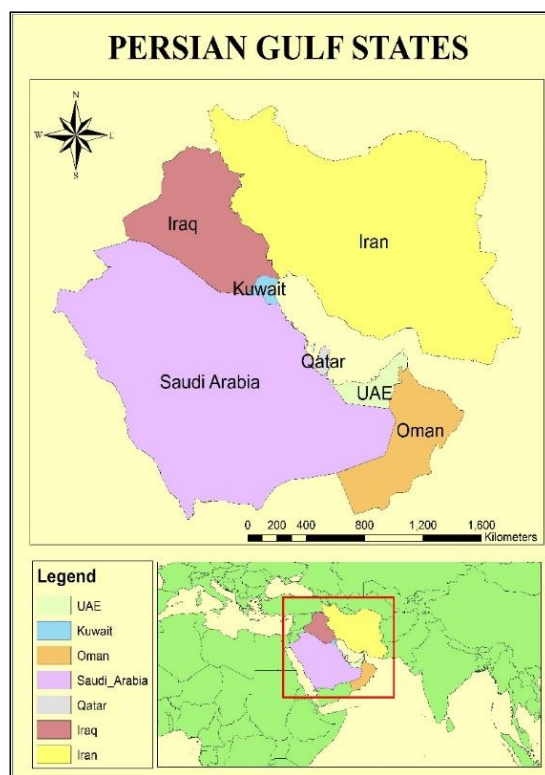 PERSIAN GULF STATES
N
W E
S
Iraq
Iran
Kuwait
Qatar
Saudi Arabia
UAE
Oman
0 200 400 800 1,200 1,600
Kilometers
Legend
UAE
Kuwait
Oman
Saudi_Arabia
Qatar
Iraq
Iran